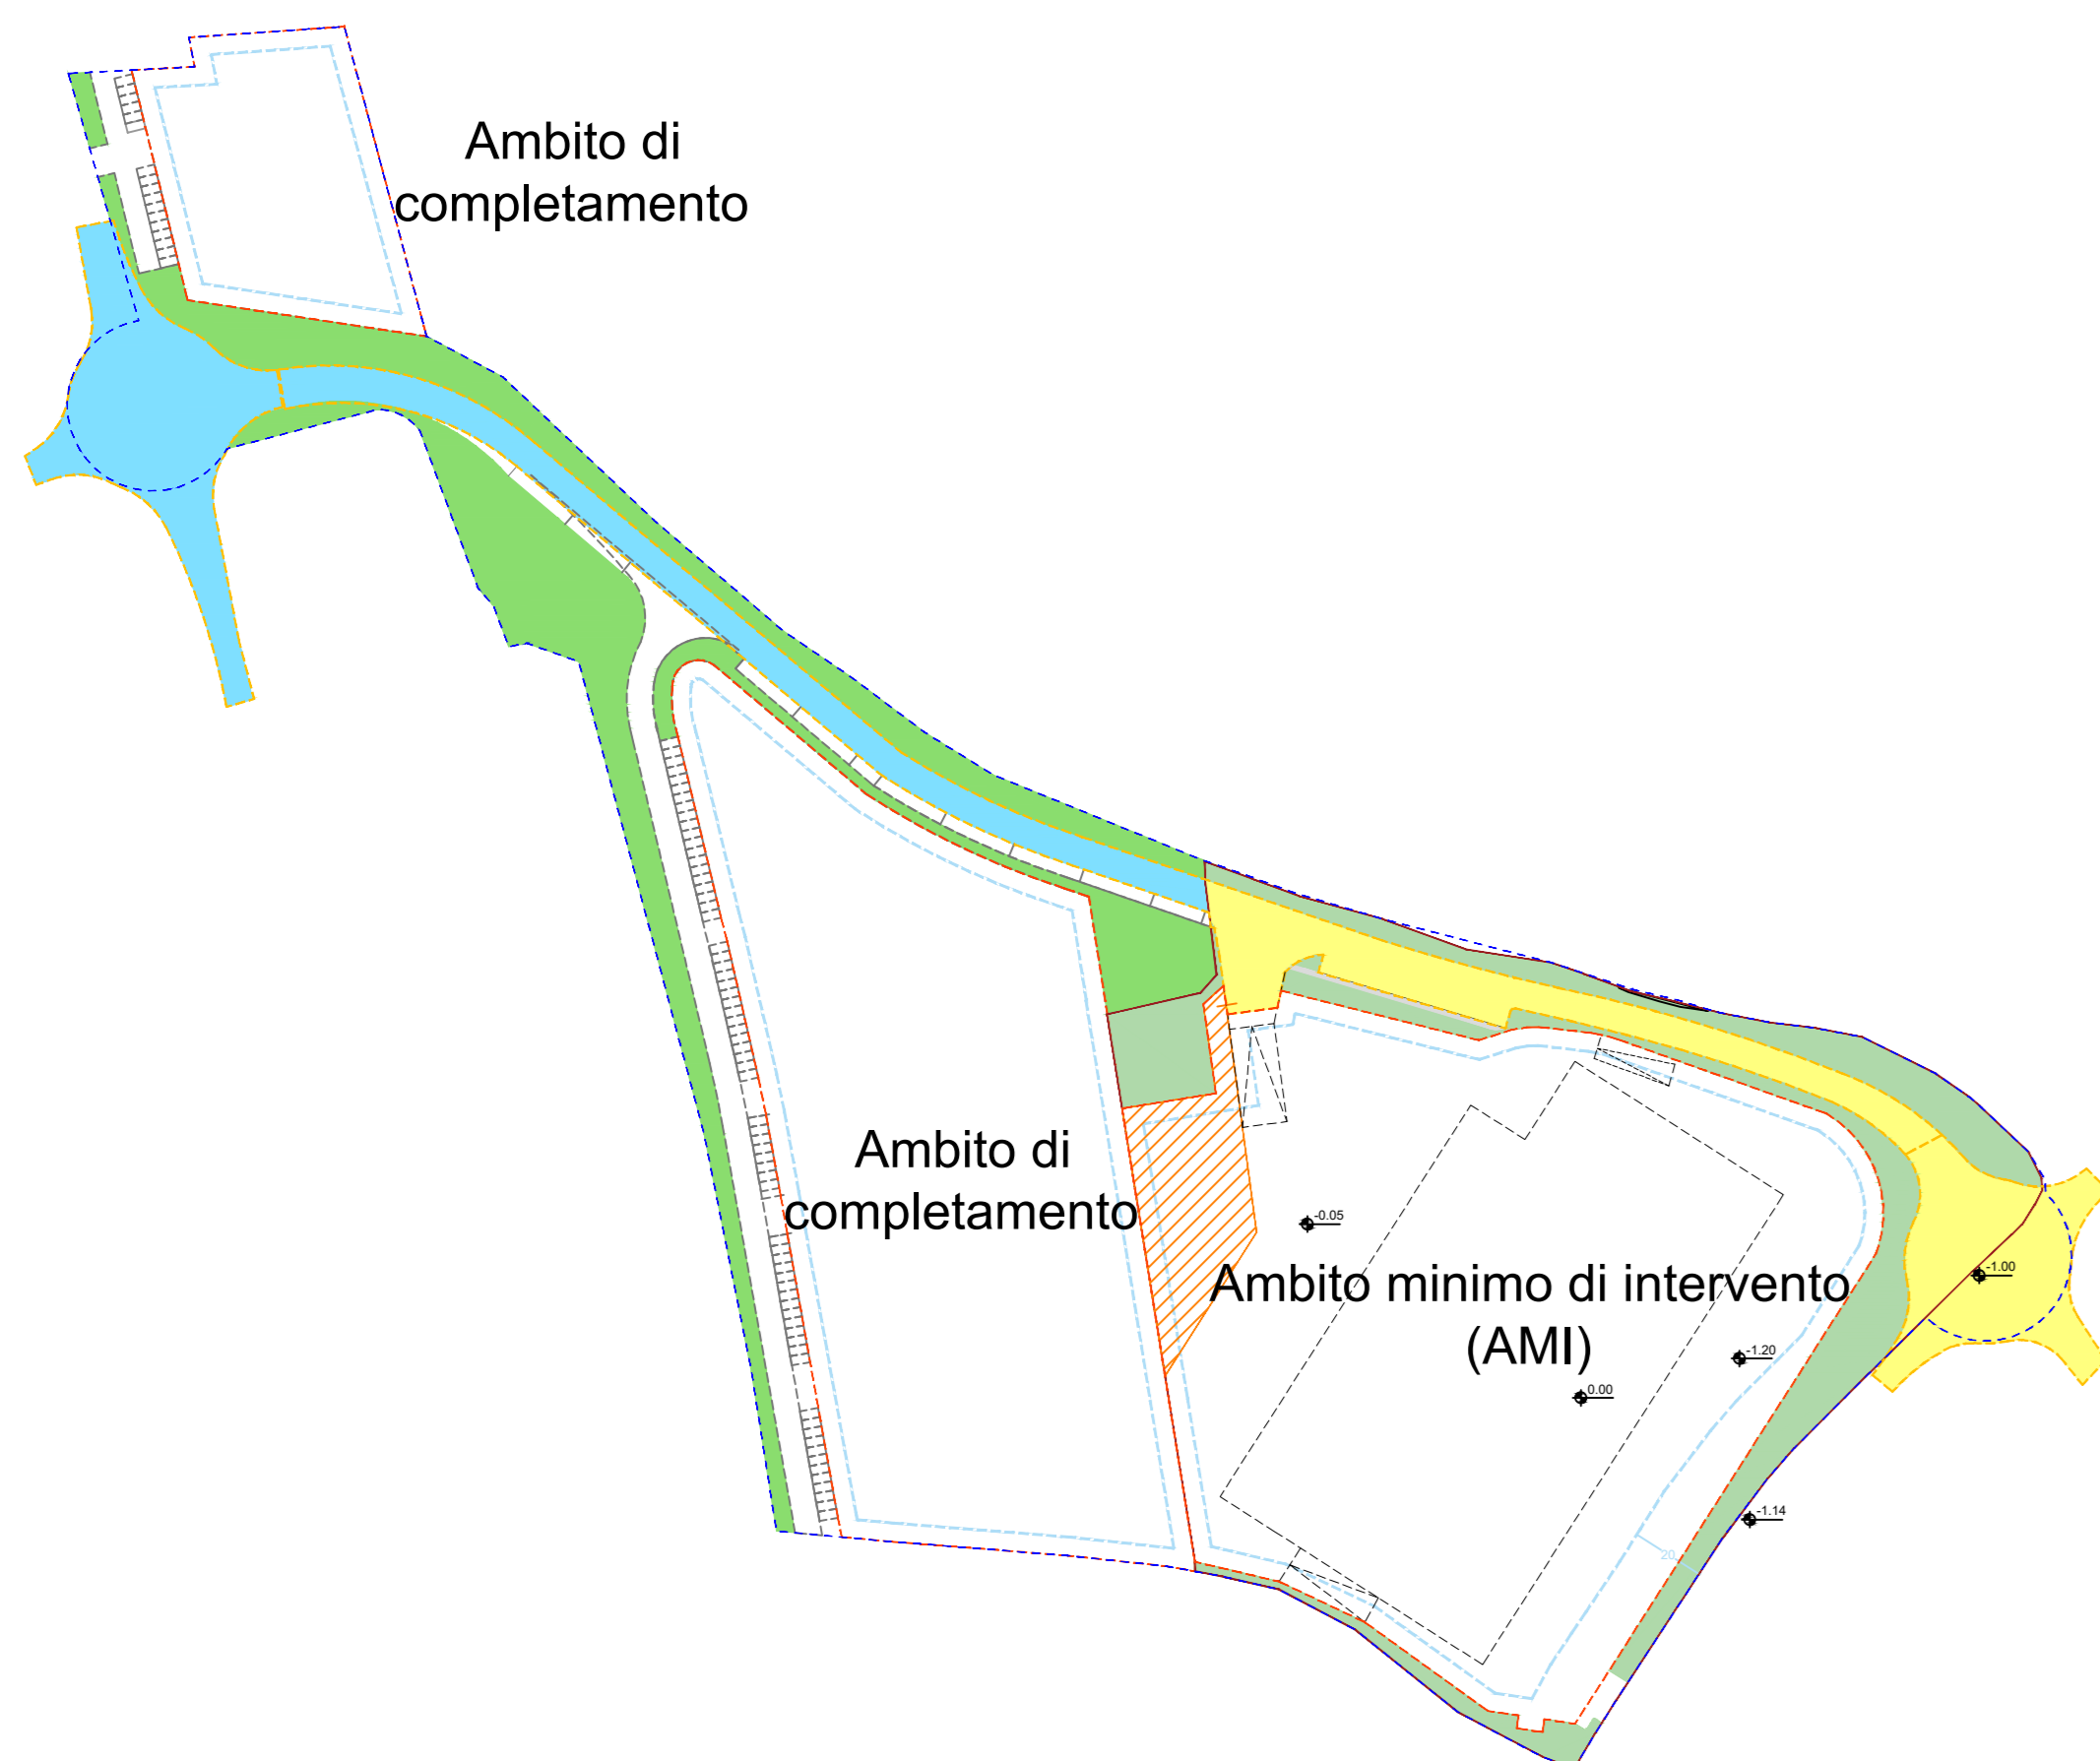 Ambito di
completamento
Ambito di
completamento
-0.05
Ambito minimo di intervento
(AMI)
-1.00
-1.20
0.00
-1.14
20